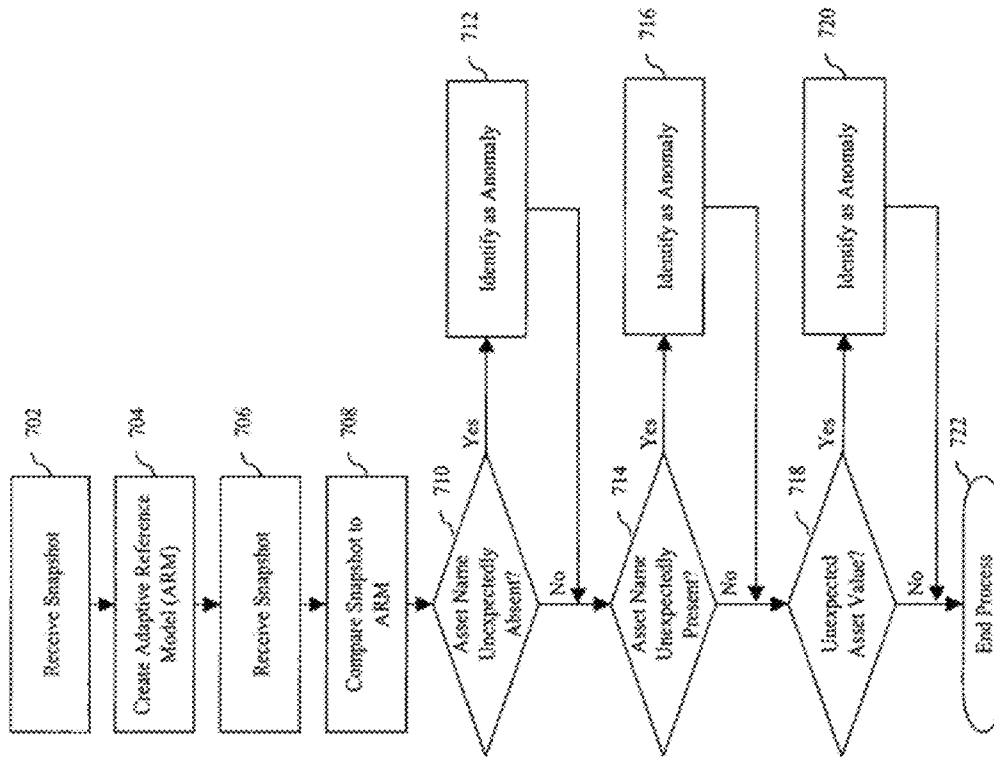 702
Receive Snapshot
704
Create Adaptive Reference
Model (ARM)
706
Receive Snapshot
708
Compare Snapshot to
ARM
710
Asset Name
Unexpectedly
Absent?
Yes
712
Identify as Anomaly
No
714
Asset Name
Unexpectedly
Present?
Yes
716
Identify as Anomaly
No
718
Unexpected
Asset Value?
Yes
720
Identify as Anomaly
No
722
End Process